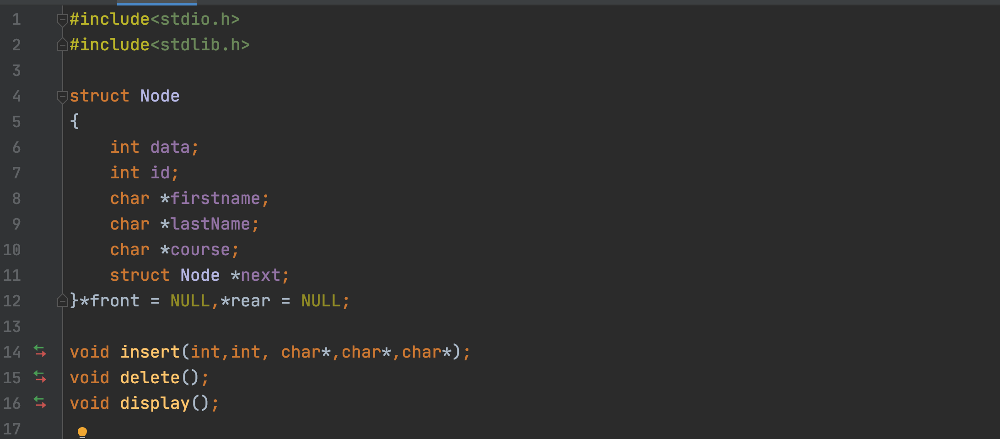 1 #include<stdio.h>
2 #include<stdlib.h>
3
4 struct Node
5 {
6     int data;
7     int id;
8     char *firstname;
9     char *lastName;
10     char *course;
11     struct Node *next;
12 }*front = NULL,*rear = NULL;
13
14 void insert(int,int, char*,char*,char*);
15 void delete();
16 void display();
17